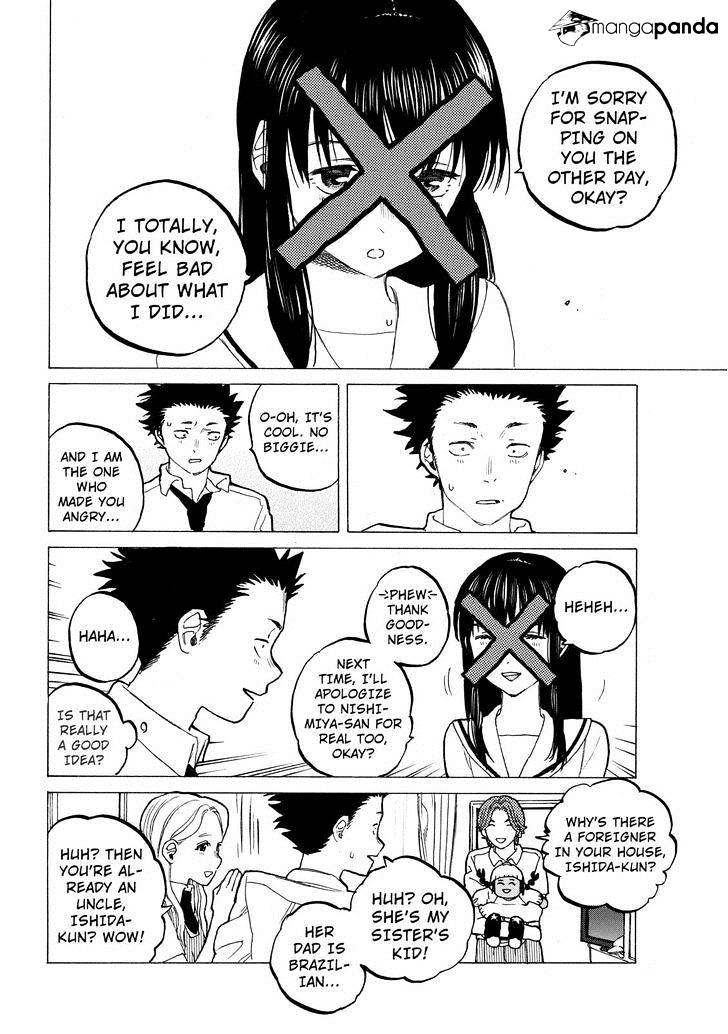 mangapanda
I'M SORRY
FOR SNAP-
PING ON
YOU THE
OTHER DAY,
OKAY?
I TOTALLY,
YOU KNOW,
FEEL BAD
ABOUT WHAT
I DID...
O-OH, IT'S
COOL. NO
BIGGIE...
AND I AM
THE ONE
WHO
MADE YOU
ANGRY...
HEHEH...
PHEW
THANK
GOOD-
NESS.
NEXT
TIME, I'LL
APOLOGIZE
TO NISHI-
MIYA-SAN FOR
REAL TOO,
OKAY?
HAHA...
IS THAT
REALLY
A GOOD
IDEA?
WHY'S THERE
A FOREIGNER
IN YOUR HOUSE,
ISHIDA-KUN?
HUH? OH,
SHE'S MY
SISTER'S
KID!
HER
DAD IS
BRAZIL-
IAN...
HUH? THEN
YOU'RE AL-
READY AN
UNCLE,
ISHIDA-
KUN? WOW!